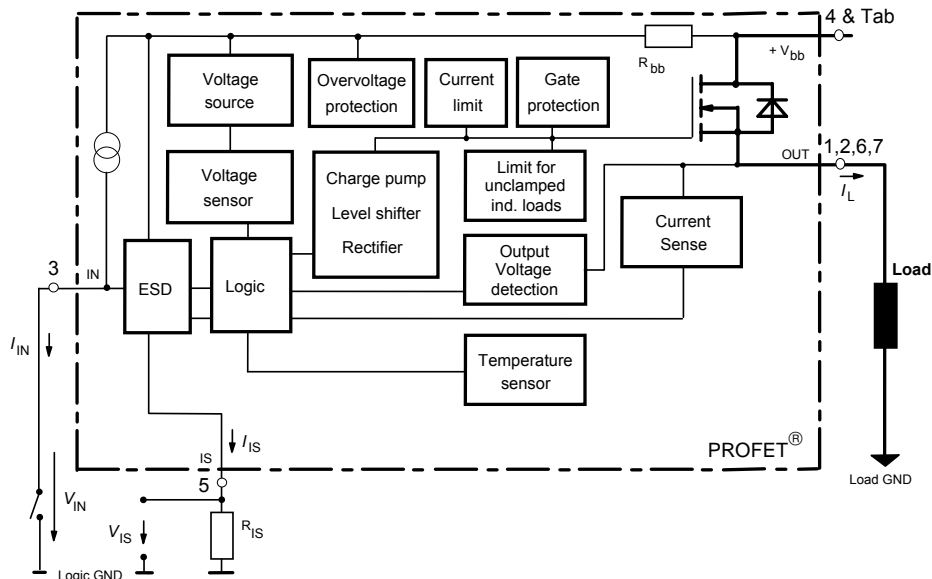 4 & Tab
R bb
+ V bb
Voltage
source
Overvoltage
protection
Current
limit
Gate
protection
Voltage
sensor
Charge pump
Level shifter
Rectifier
Limit for
unclamped
ind. loads
OUT
1,2,6,7
I L
Current
Sense
3
IN
ESD
Logic
Output
Voltage
detection
Load
I IN
Temperature
sensor
I IS
IS
PROFET®
Load GND
5
V IN
V IS
R IS
Logic GND